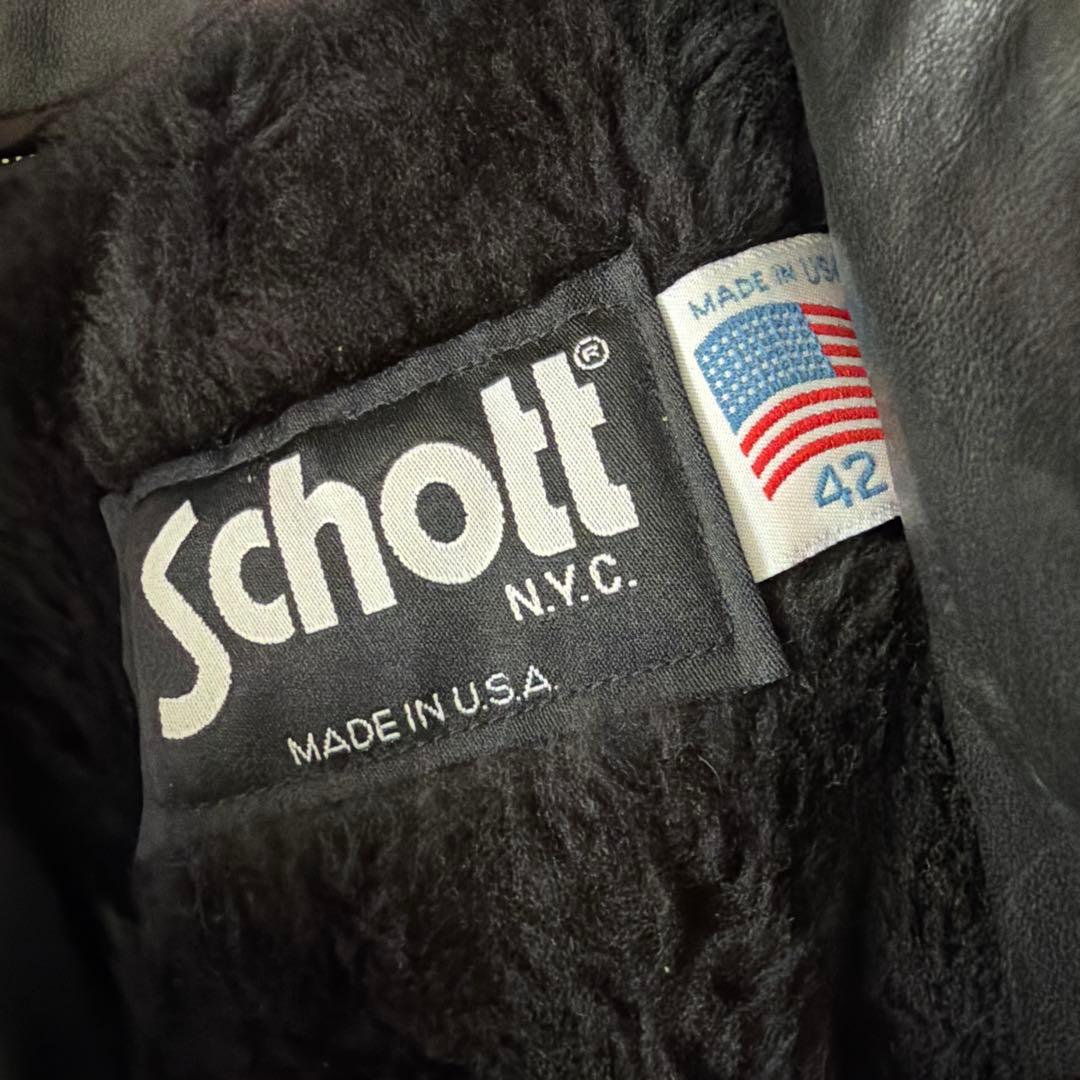 Schott®
N.Y.C.
MADE IN U.S.A.
MADE IN USA
42